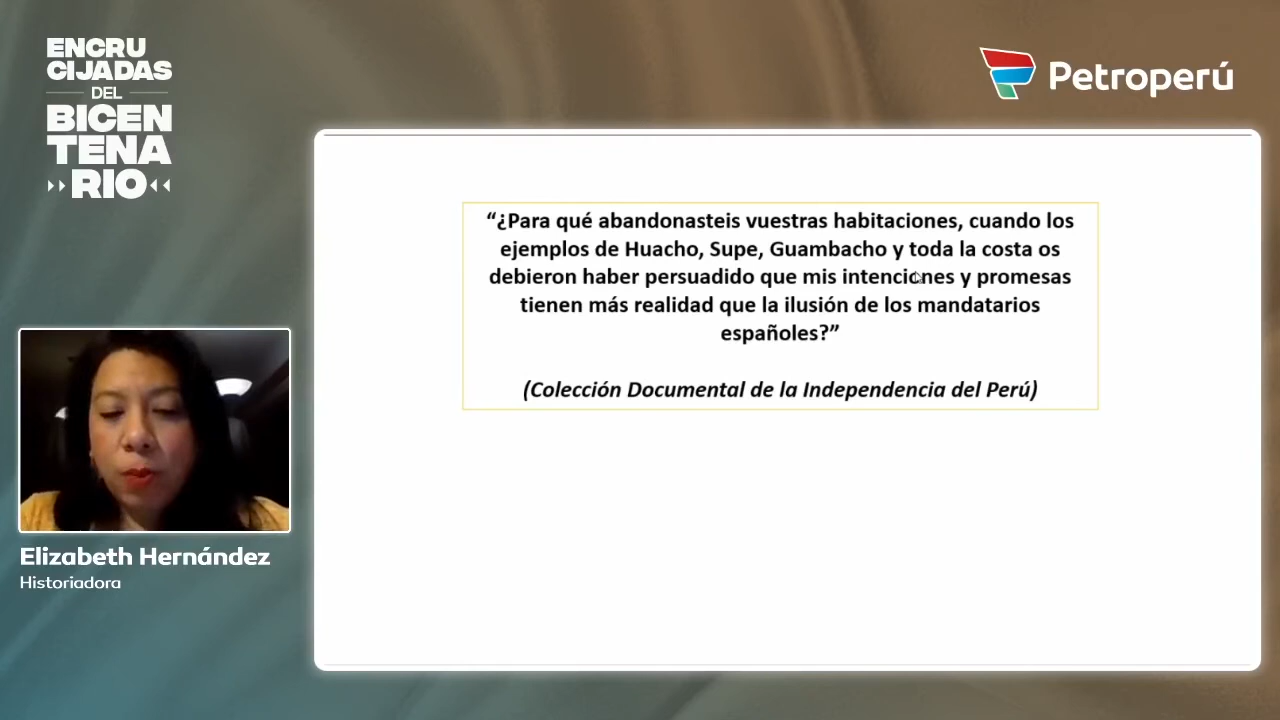 ENCRU
CIJADAS
DEL
BICEN
TENA
RIO
Petroperú
“¿Para qué abandonasteis vuestras habitaciones, cuando los
ejemplos de Huacho, Supe, Guambacho y toda la costa os
debieron haber persuadido que mis intenciones y promesas
tienen más realidad que la ilusión de los mandatarios
españoles?”
(Colección Documental de la Independencia del Perú)
Elizabeth Hernández
Historiadora